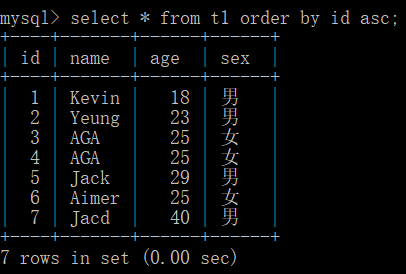 mysql> select * from t1 order by id asc;
+----+-------+-----+-----+
| id | name | age | sex |
+----+-------+-----+-----+
| 1 | Kevin | 18 | 男 |
| 2 | Yeung | 23 | 男 |
| 3 | AGA | 25 | 女 |
| 4 | AGA | 25 | 女 |
| 5 | Jack | 29 | 男 |
| 6 | Aimer | 25 | 女 |
| 7 | Jacd | 40 | 男 |
+----+-------+-----+-----+
7 rows in set (0.00 sec)